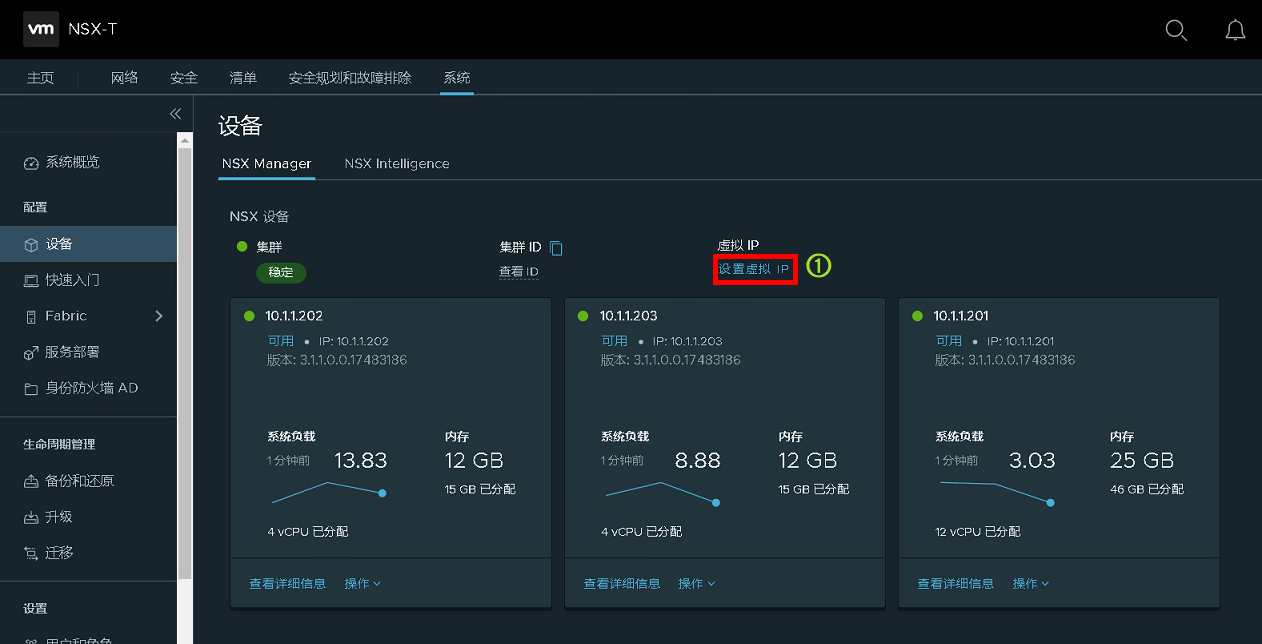 vm NSX-T
主页 网络 安全 清单 安全规划和故障排除 系统
系统概览
配置
设备
快速入门
Fabric
服务部署
身份防火墙 AD
生命周期管理
备份和还原
升级
迁移
设置
用户和角色
设备
NSX Manager NSX Intelligence
NSX 设备
集群
稳定
集群 ID
查看 ID
虚拟 IP
设置虚拟 IP ①
10.1.1.202
可用 • IP: 10.1.1.202
版本: 3.1.1.0.0.17483186
系统负载 内存
1 分钟前 13.83 12 GB
15 GB 已分配
4 vCPU 已分配
查看详细信息 操作
10.1.1.203
可用 • IP: 10.1.1.203
版本: 3.1.1.0.0.17483186
系统负载 内存
1 分钟前 8.88 12 GB
15 GB 已分配
4 vCPU 已分配
查看详细信息 操作
10.1.1.201
可用 • IP: 10.1.1.201
版本: 3.1.1.0.0.17483186
系统负载 内存
1 分钟前 3.03 25 GB
46 GB 已分配
12 vCPU 已分配
查看详细信息 操作